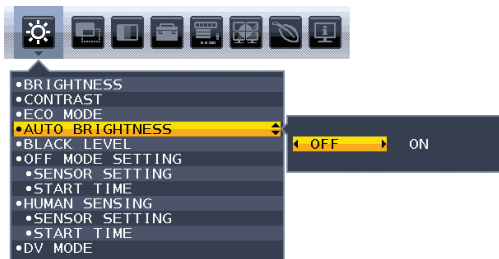 •BRIGHTNESS
•CONTRAST
•ECO MODE
•AUTO BRIGHTNESS
OFF ON
•BLACK LEVEL
•OFF MODE SETTING
•SENSOR SETTING
•START TIME
•HUMAN SENSING
•SENSOR SETTING
•START TIME
•DV MODE